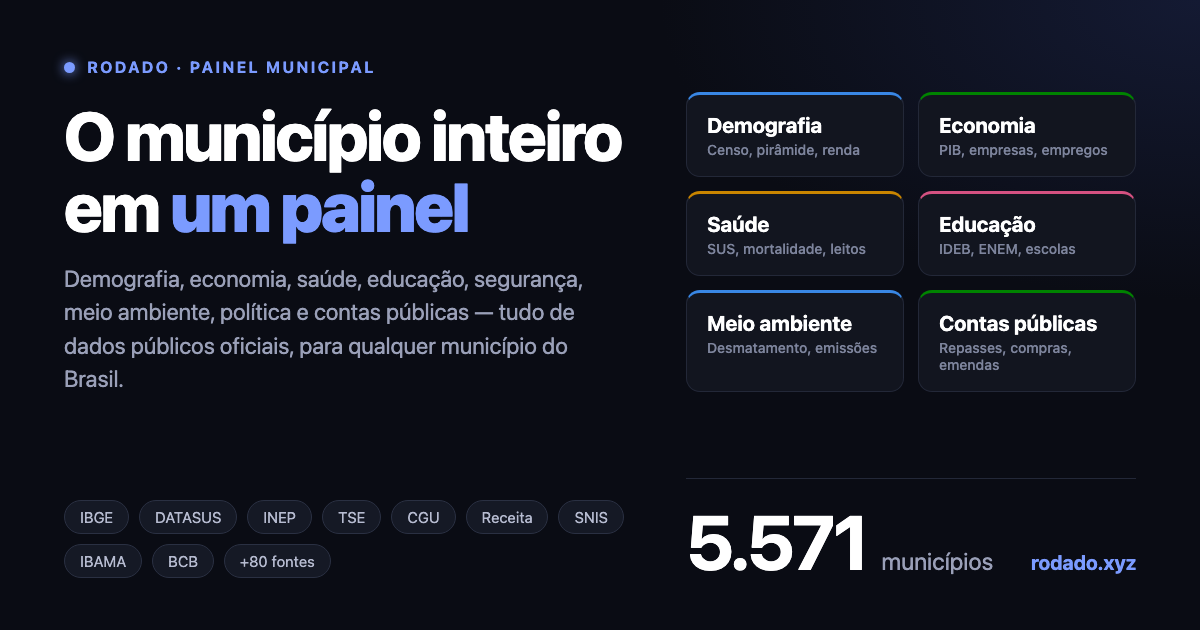 RODADO · PAINEL MUNICIPAL
O município inteiro
em um painel
Demografia, economia, saúde, educação, segurança,
meio ambiente, política e contas públicas — tudo de
dados públicos oficiais, para qualquer município do
Brasil.
IBGE
DATASUS
INEP
TSE
CGU
Receita
SNIS
IBAMA
BCB
+80 fontes
Demografia
Censo, pirâmide, renda
Economia
PIB, empresas, empregos
Saúde
SUS, mortalidade, leitos
Educação
IDEB, ENEM, escolas
Meio ambiente
Desmatamento, emissões
Contas públicas
Repasses, compras,
emendas
5.571 municípios
rodado.xyz